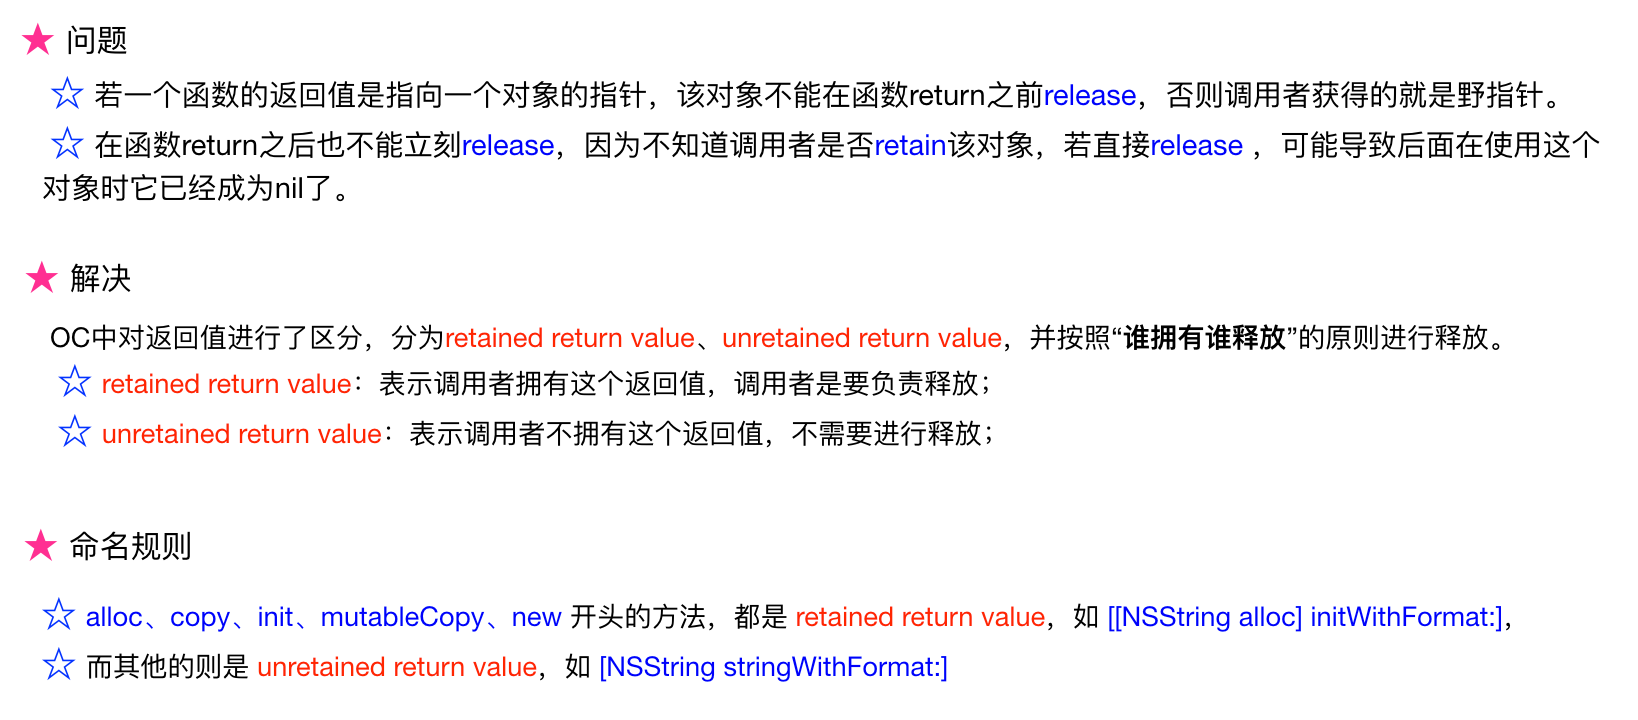 ★ 问题
☆ 若一个函数的返回值是指向一个对象的指针，该对象不能在函数return之前release，否则调用者获得的就是野指针。
☆ 在函数return之后也不能立刻release，因为不知道调用者是否retain该对象，若直接release ，可能导致后面在使用这个
对象时它已经成为nil了。
★ 解决
OC中对返回值进行了区分，分为retained return value、unretained return value，并按照“谁拥有谁释放”的原则进行释放。
☆ retained return value：表示调用者拥有这个返回值，调用者是要负责释放；
☆ unretained return value：表示调用者不拥有这个返回值，不需要进行释放；
★ 命名规则
☆ alloc、copy、init、mutableCopy、new 开头的方法，都是 retained return value，如 [[NSString alloc] initWithFormat:]，
☆ 而其他的则是 unretained return value，如 [NSString stringWithFormat:]